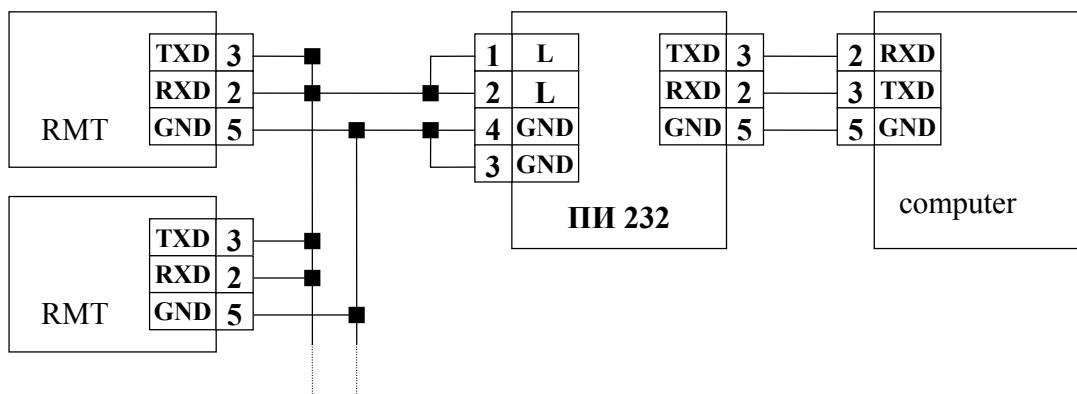 TXD 3
RXD 2
GND 5
RMT
1 L
2 L
4 GND
3 GND
ПИ 232
TXD 3
RXD 2
GND 5
2 RXD
3 TXD
5 GND
computer
TXD 3
RXD 2
GND 5
RMT